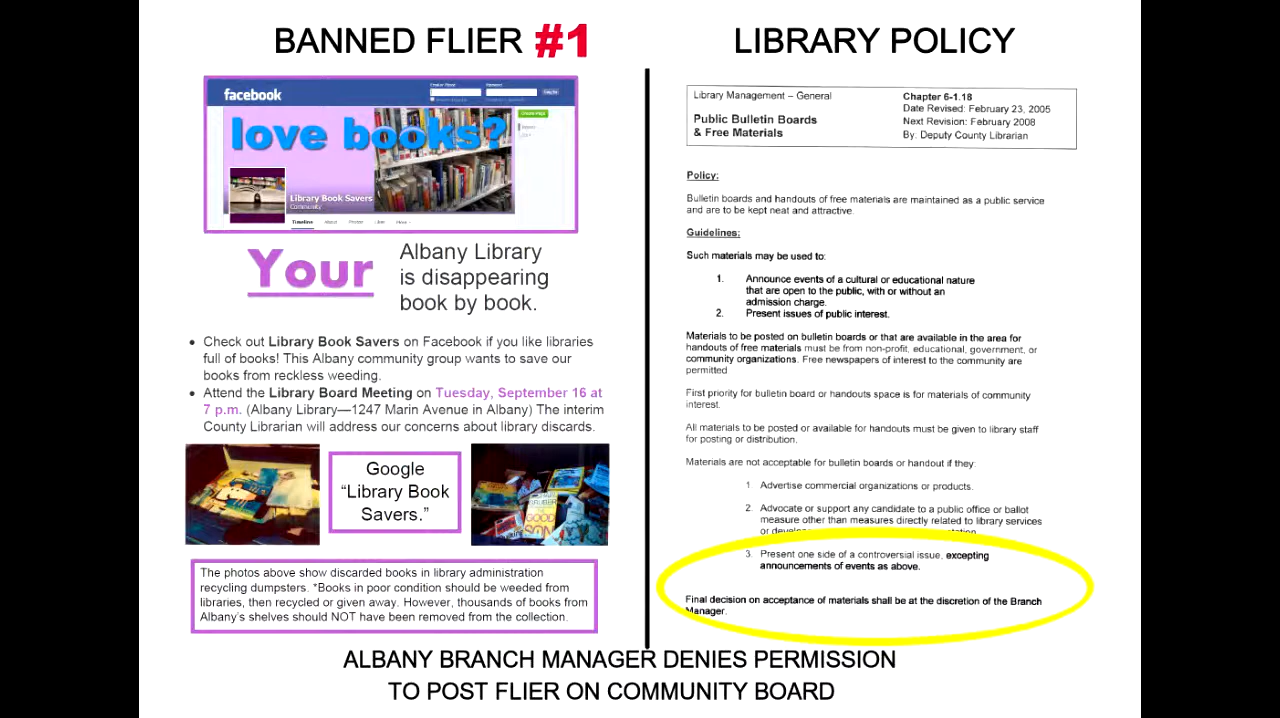 BANNED FLIER #1
facebook
love books?
Library Book Savers
Community
Timeline About Photos Likes More
Your
Albany Library
is disappearing
book by book.
• Check out Library Book Savers on Facebook if you like libraries
full of books! This Albany community group wants to save our
books from reckless weeding.
• Attend the Library Board Meeting on Tuesday, September 16 at
7 p.m. (Albany Library—1247 Marin Avenue in Albany) The interim
County Librarian will address our concerns about library discards.
Google
“Library Book
Savers.”
The photos above show discarded books in library administration
recycling dumpsters. *Books in poor condition should be weeded from
libraries, then recycled or given away. However, thousands of books from
Albany's shelves should NOT have been removed from the collection.
LIBRARY POLICY
Library Management – General
Public Bulletin Boards
& Free Materials
Chapter 6-1.18
Date Revised: February 23, 2005
Next Revision: February 2008
By: Deputy County Librarian
Policy:
Bulletin boards and handouts of free materials are maintained as a public service
and are to be kept neat and attractive.
Guidelines:
Such materials may be used to:
1. Announce events of a cultural or educational nature
that are open to the public, with or without an
admission charge.
2. Present issues of public interest.
Materials to be posted on bulletin boards or that are available in the area for
handouts of free materials must be from non-profit, educational, government, or
community organizations. Free newspapers of interest to the community are
permitted
First priority for bulletin board or handouts space is for materials of community
interest.
All materials to be posted or available for handouts must be given to library staff
for posting or distribution.
Materials are not acceptable for bulletin boards or handout if they:
1 Advertise commercial organizations or products.
2. Advocate or support any candidate to a public office or ballot
measure other than measures directly related to library services
or
3. Present one side of a controversial issue, excepting
announcements of events as above.
Final decision on acceptance of materials shall be at the discretion of the Branch
Manager.
ALBANY BRANCH MANAGER DENIES PERMISSION
TO POST FLIER ON COMMUNITY BOARD